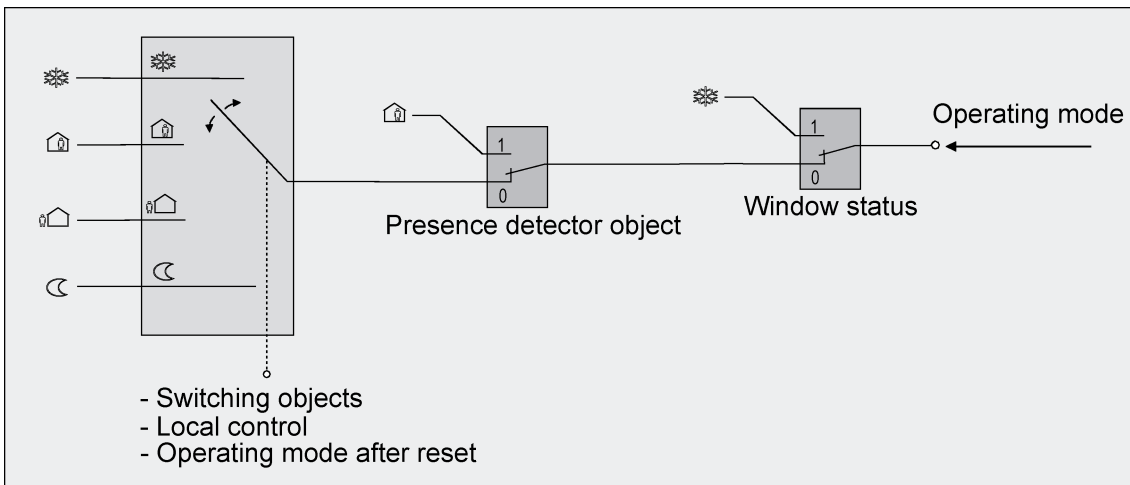 Operating mode
1
0
Window status
1
0
Presence detector object
- Switching objects
- Local control
- Operating mode after reset